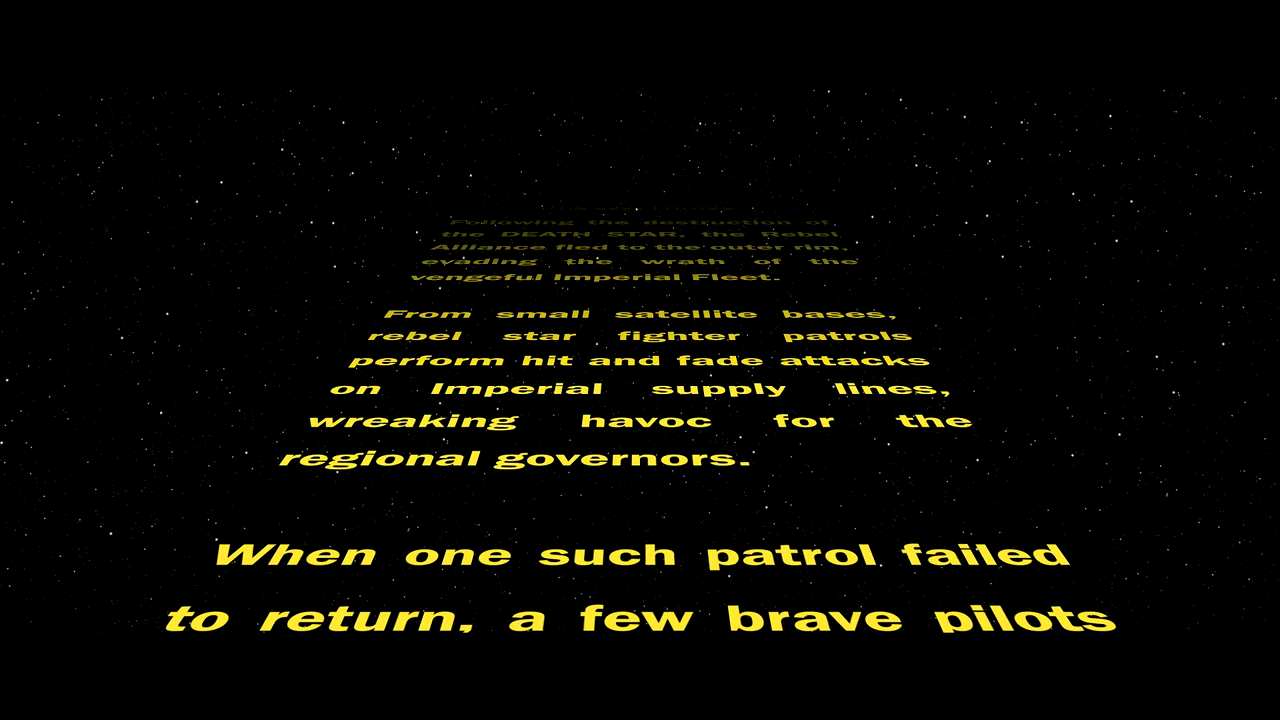 Following the destruction of
the DEATH STAR, the Rebel
Alliance fled to the outer rim,
evading the wrath of the
vengeful Imperial Fleet.
From small satellite bases,
rebel star fighter patrols
perform hit and fade attacks
on Imperial supply lines,
wreaking havoc for the
regional governors.
When one such patrol failed
to return, a few brave pilots